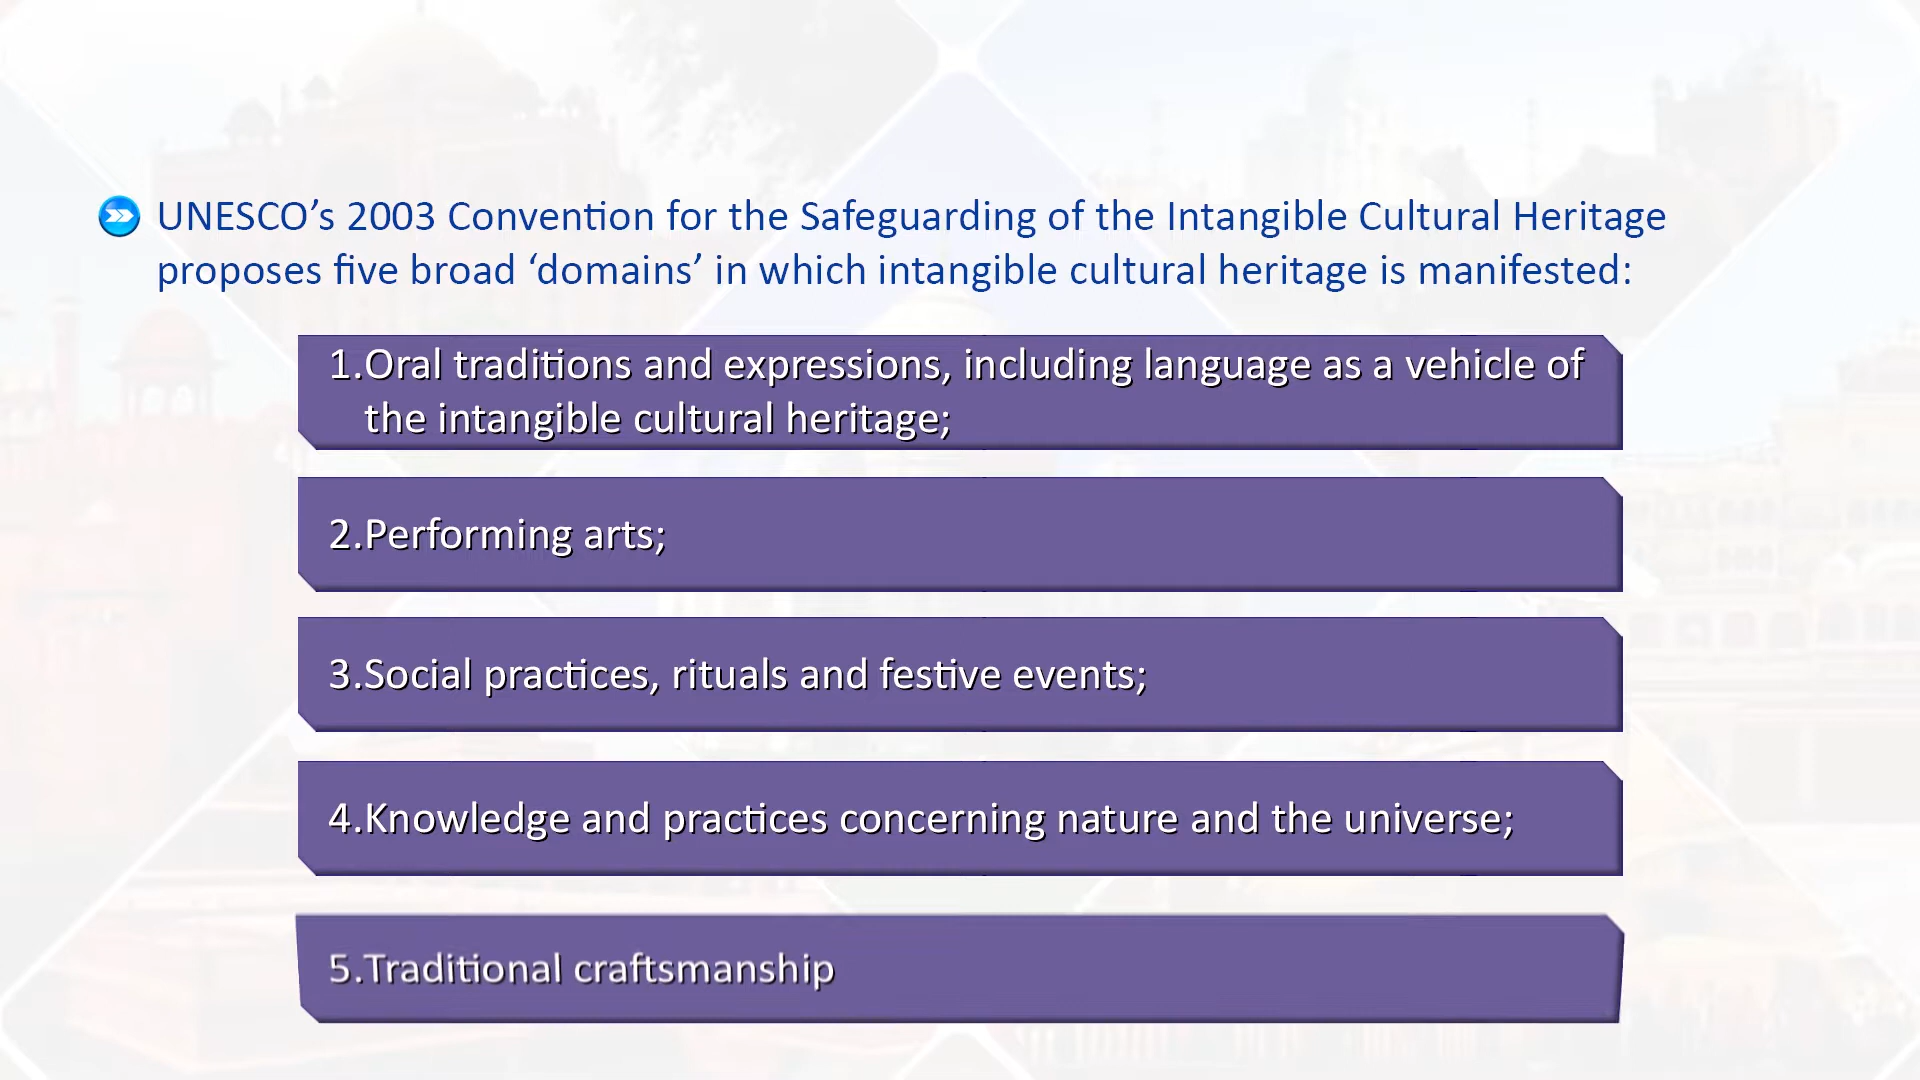 UNESCO’s 2003 Convention for the Safeguarding of the Intangible Cultural Heritage
proposes five broad ‘domains’ in which intangible cultural heritage is manifested:
1.Oral traditions and expressions, including language as a vehicle of
the intangible cultural heritage;
2.Performing arts;
3.Social practices, rituals and festive events;
4.Knowledge and practices concerning nature and the universe;
5.Traditional craftsmanship